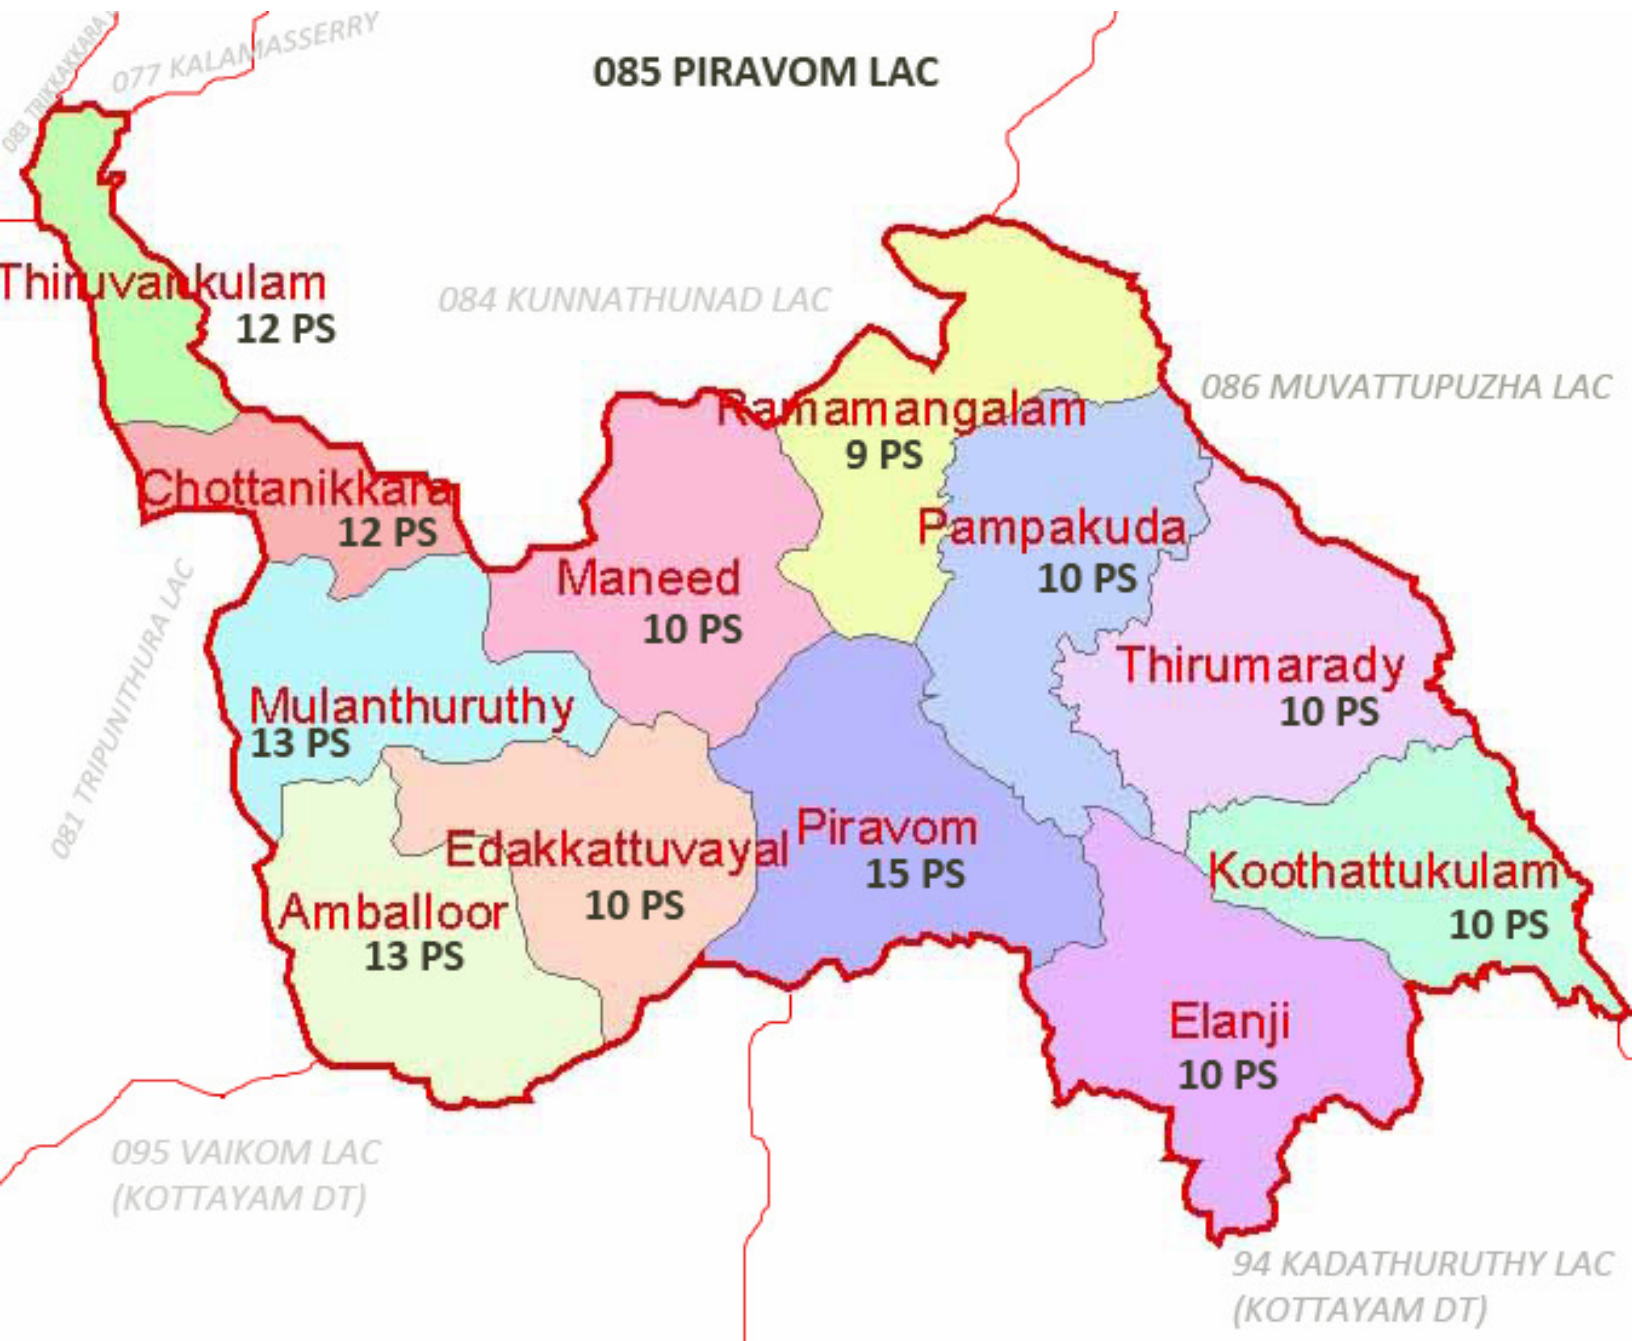 083 TRIKKAKKARA
077 KALAMASSERRY
085 PIRAVOM LAC
Thiruvankulam
12 PS
084 KUNNATHUNAD LAC
086 MUVATTUPUZHA LAC
Ramamangalam
9 PS
Chottanikkara
12 PS
Pampakuda
10 PS
Maneed
10 PS
081 TRIPUNITHURA LAC
Thirumarady
10 PS
Mulanthuruthy
13 PS
Piravom
15 PS
Edakkattuvayal
10 PS
Koothattukulam
10 PS
Amballoor
13 PS
Elanji
10 PS
095 VAIKOM LAC
(KOTTAYAM DT)
94 KADATHURUTHY LAC
(KOTTAYAM DT)